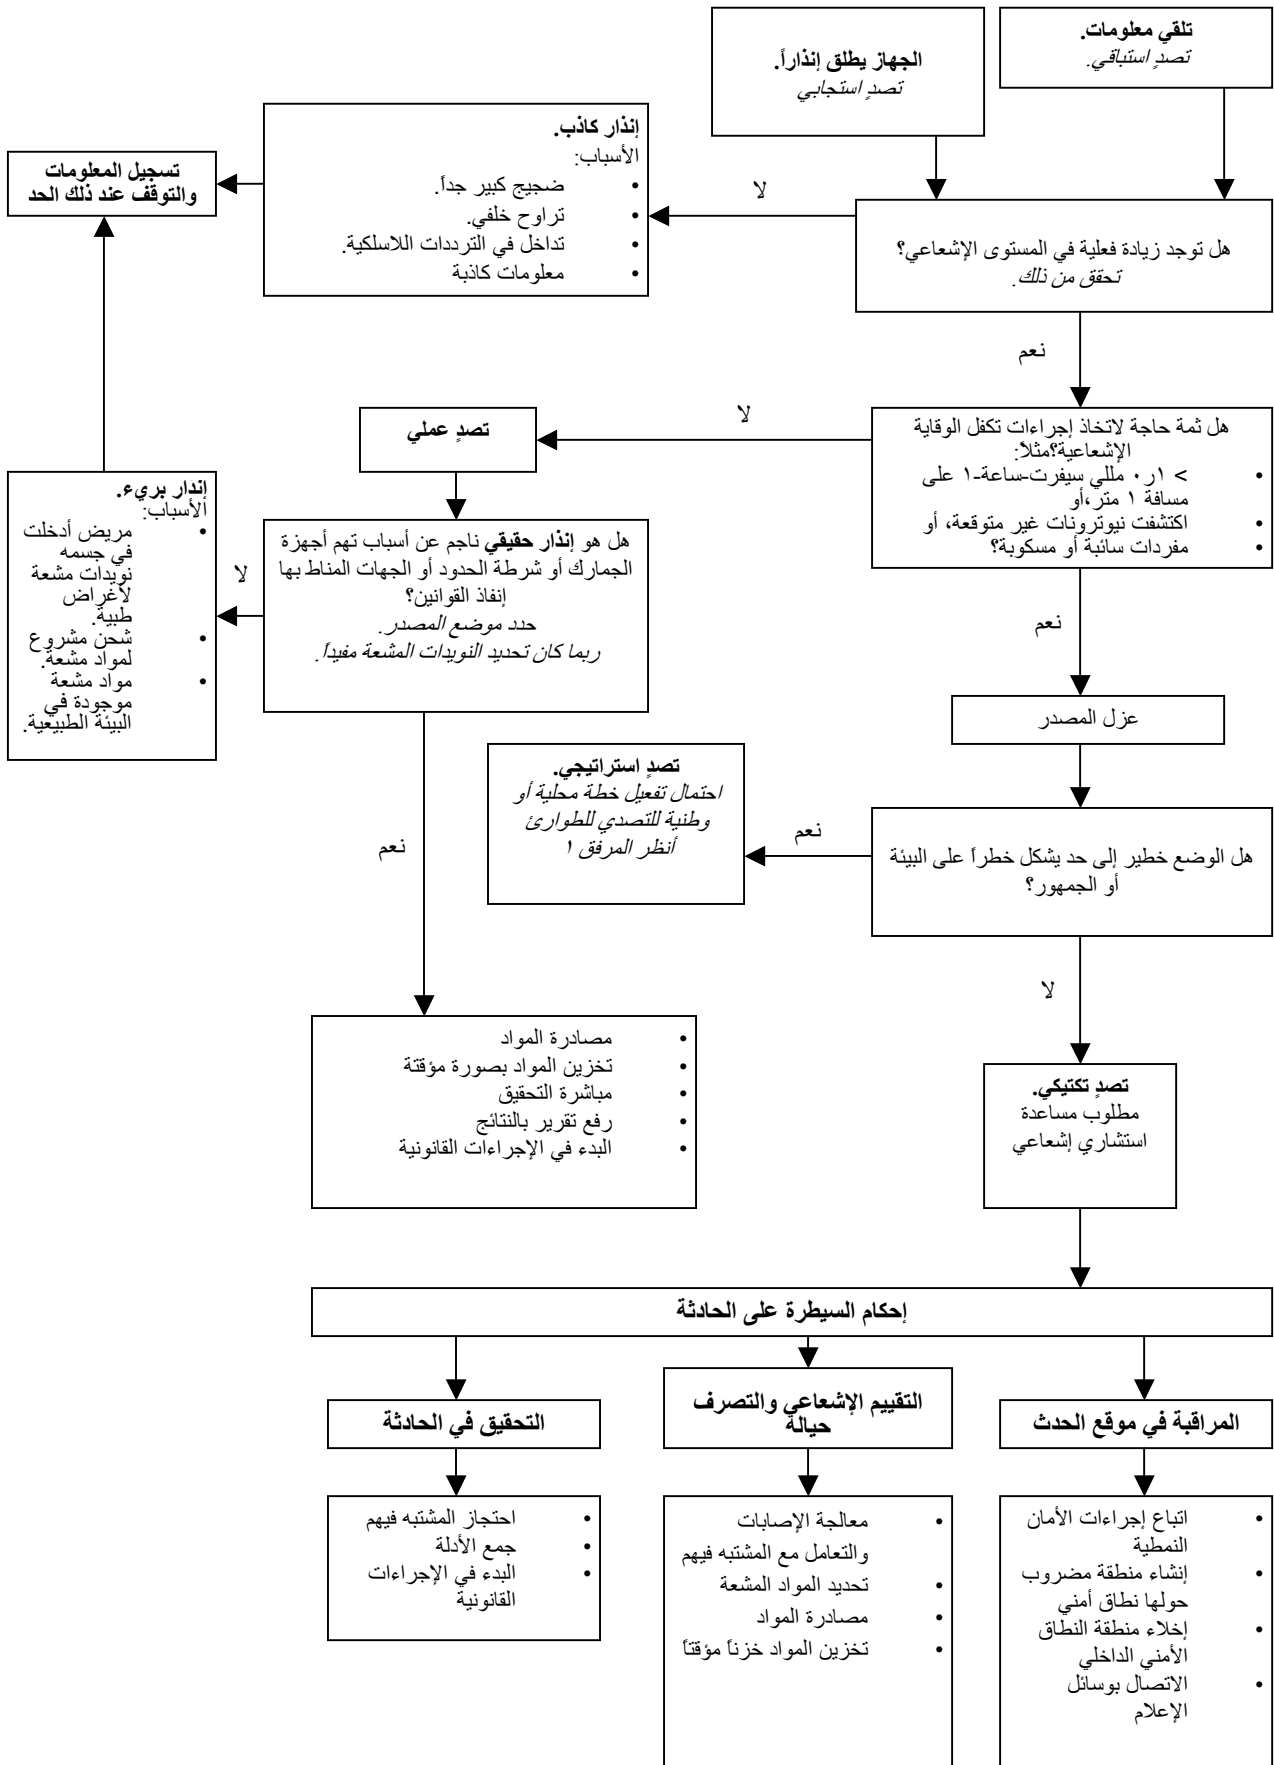 تلقي معلومات.
تصدٍ استباقي.
الجهاز يطلق إنذاراً.
تصدٍ استجابي
إنذار كاذب.
الأسباب:
• ضجيج كبير جداً.
• تراوح خلفي.
• تداخل في الترددات اللاسلكية.
• معلومات كاذبة
تسجيل المعلومات
والتوقف عند ذلك الحد
لا
هل توجد زيادة فعلية في المستوى الإشعاعي؟
تحقق من ذلك.
نعم
هل ثمة حاجة لاتخاذ إجراءات تكفل الوقاية
الإشعاعية؟مثلاً:
• > ١ر٠ مللي سيفرت-ساعة-١ على
مسافة ١ متر،أو
• اكتشفت نيوترونات غير متوقعة، أو
• مفردات سائبة أو مسكوبة؟
لا
تصدٍ عملي
هل هو إنذار حقيقي ناجم عن أسباب تهم أجهزة
الجمارك أو شرطة الحدود أو الجهات المناط بها
إنفاذ القوانين؟
حدد موضع المصدر.
ربما كان تحديد النويدات المشعة مفيداً.
لا
إنذار بريء.
الأسباب:
• مريض أدخلت
في جسمه
نويدات مشعة
لأغراض
طبية.
• شحن مشروع
لمواد مشعة.
• مواد مشعة
موجودة في
البيئة الطبيعية.
نعم
عزل المصدر
هل الوضع خطير إلى حد يشكل خطراً على البيئة
أو الجمهور؟
نعم
تصدٍ استراتيجي.
احتمال تفعيل خطة محلية أو
وطنية للتصدي للطوارئ
أنظر المرفق ١
نعم
• مصادرة المواد
• تخزين المواد بصورة مؤقتة
• مباشرة التحقيق
• رفع تقرير بالنتائج
• البدء في الإجراءات القانونية
لا
تصدٍ تكتيكي.
مطلوب مساعدة
استشاري إشعاعي
إحكام السيطرة على الحادثة
المراقبة في موقع الحدث
التقييم الإشعاعي والتصرف
حياله
التحقيق في الحادثة
• اتباع إجراءات الأمان
النمطية
• إنشاء منطقة مضروب
حولها نطاق أمني
• إخلاء منطقة النطاق
الأمني الداخلي
• الاتصال بوسائل
الإعلام
• معالجة الإصابات
والتعامل مع المشتبه فيهم
• تحديد المواد المشعة
• مصادرة المواد
• تخزين المواد خزناً مؤقتاً
• احتجاز المشتبه فيهم
• جمع الأدلة
• البدء في الإجراءات
القانونية